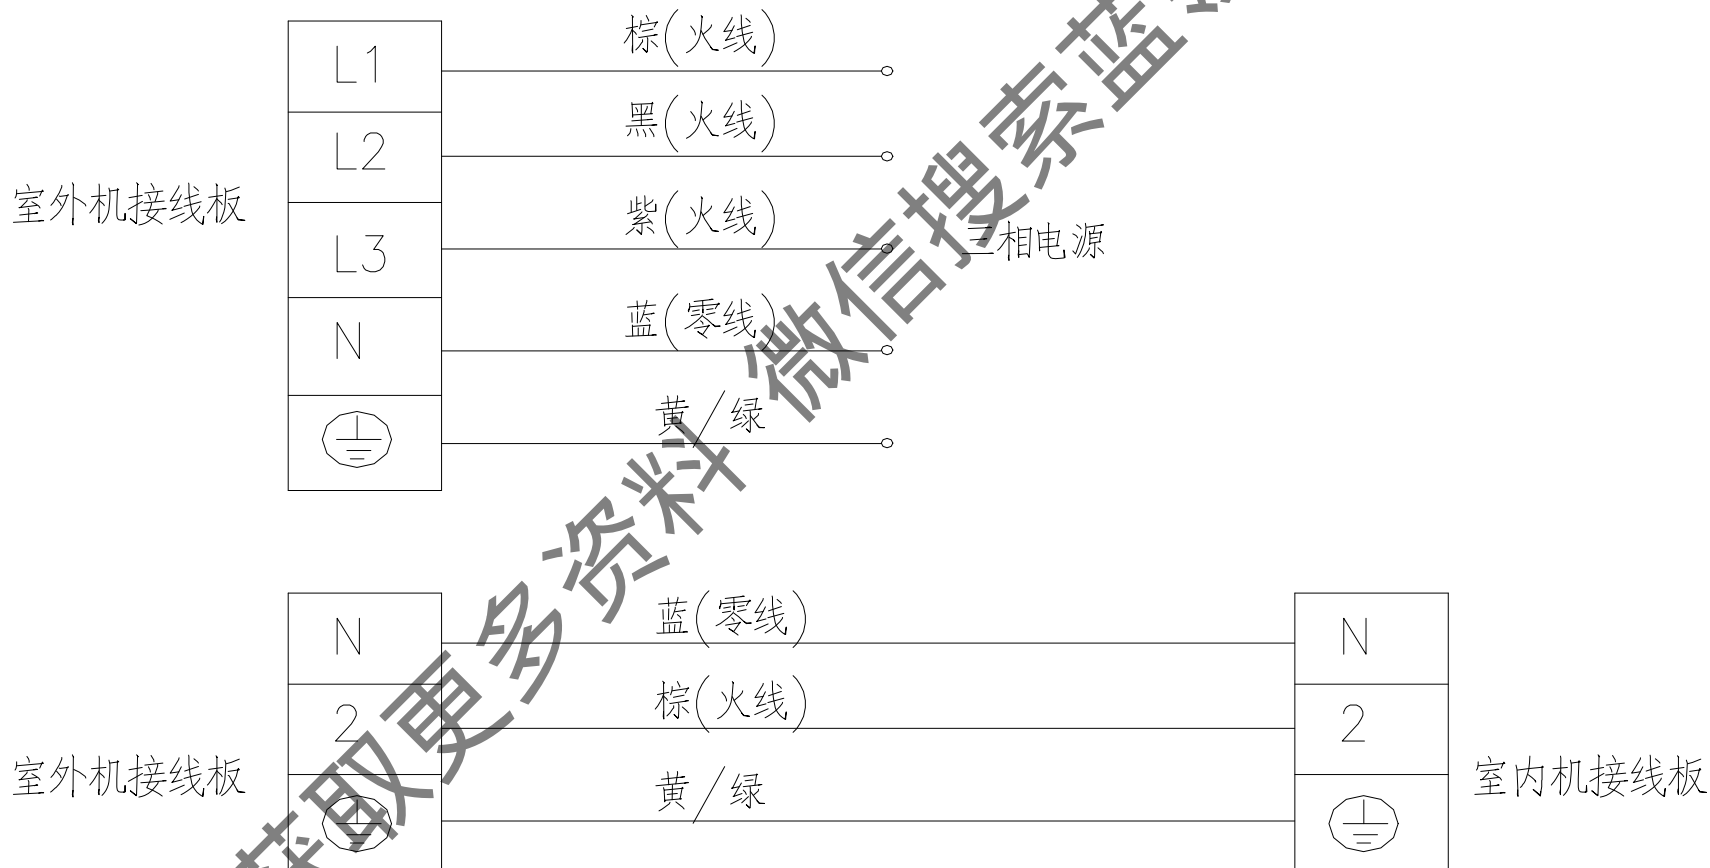 L1
棕(火线)
L2
黑(火线)
室外机接线板
L3
紫(火线)
三相电源
N
蓝(零线)
黄/绿
N
蓝(零线)
N
2
棕(火线)
2
室外机接线板
黄/绿
室内机接线板
获取更多资料 微信搜索蓝